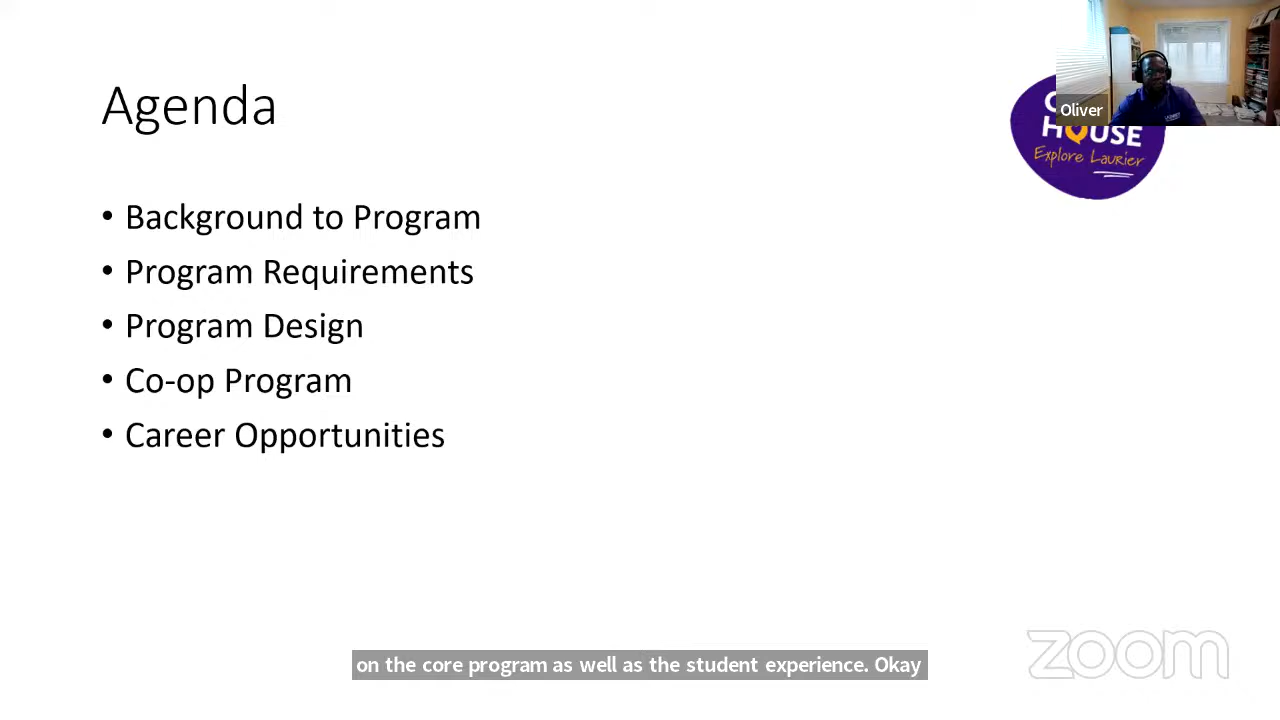 Agenda
Oliver
HOUSE
Explore Laurier
• Background to Program
• Program Requirements
• Program Design
• Co-op Program
• Career Opportunities
on the core program as well as the student experience. Okay
zoom